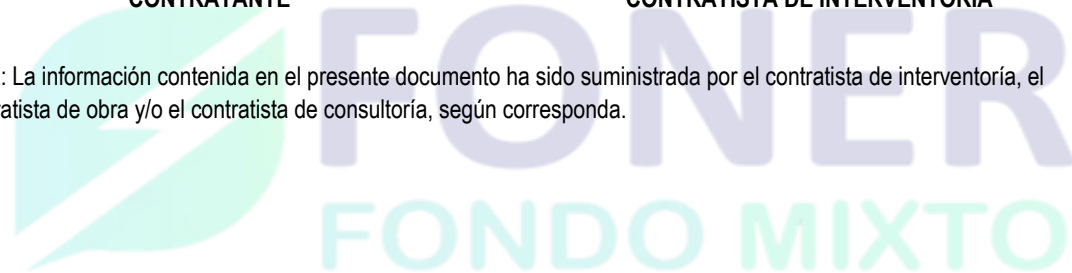 CONTRATANTE CONTRATISTA DE INTERVENTORÍA
: La información contenida en el presente documento ha sido suministrada por el contratista de interventoría, el
ratista de obra y/o el contratista de consultoría, según corresponda.
FONER
FONDO MIXTO